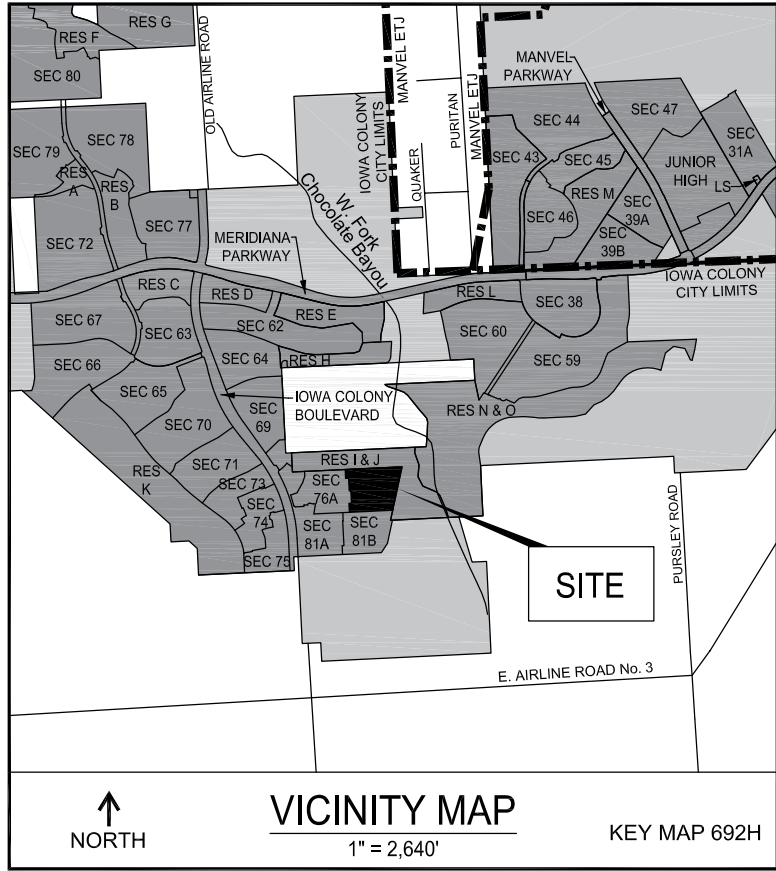 RES G
RES F
SEC 80
OLD AIRLINE ROAD
IOWA COLONY
CITY LIMITS
MANVEL ETJ
QUAKER
PURITAN
MANVEL ETJ
MANVEL
PARKWAY
SEC 47
SEC 44
SEC 43
SEC 45
SEC
31A
JUNIOR
HIGH
LS
RES M
SEC
39A
SEC 46
SEC
39B
SEC 78
SEC 79
RES
A
RES
B
SEC 77
SEC 72
W. Fork
Chocolate Bayou
MERIDIANA
PARKWAY
IOWA COLONY
CITY LIMITS
RES C
RES D
RES E
RES L
SEC 38
SEC 67
SEC 63
SEC 62
SEC 60
SEC 59
SEC 66
SEC 64
RES H
SEC 65
SEC
69
IOWA COLONY
BOULEVARD
RES N & O
SEC 70
RES
K
SEC 71
SEC 73
RES I & J
SEC
76A
SEC
74
SEC
81A
SEC
81B
SEC 75
SITE
PURSLEY ROAD
E. AIRLINE ROAD No. 3
NORTH
VICINITY MAP
1" = 2,640'
KEY MAP 692H